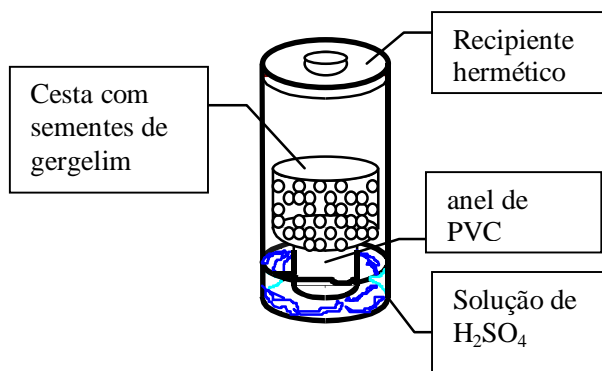 Recipiente
hermético
Cesta com
sementes de
gergelim
anel de
PVC
Solução de
H₂SO₄